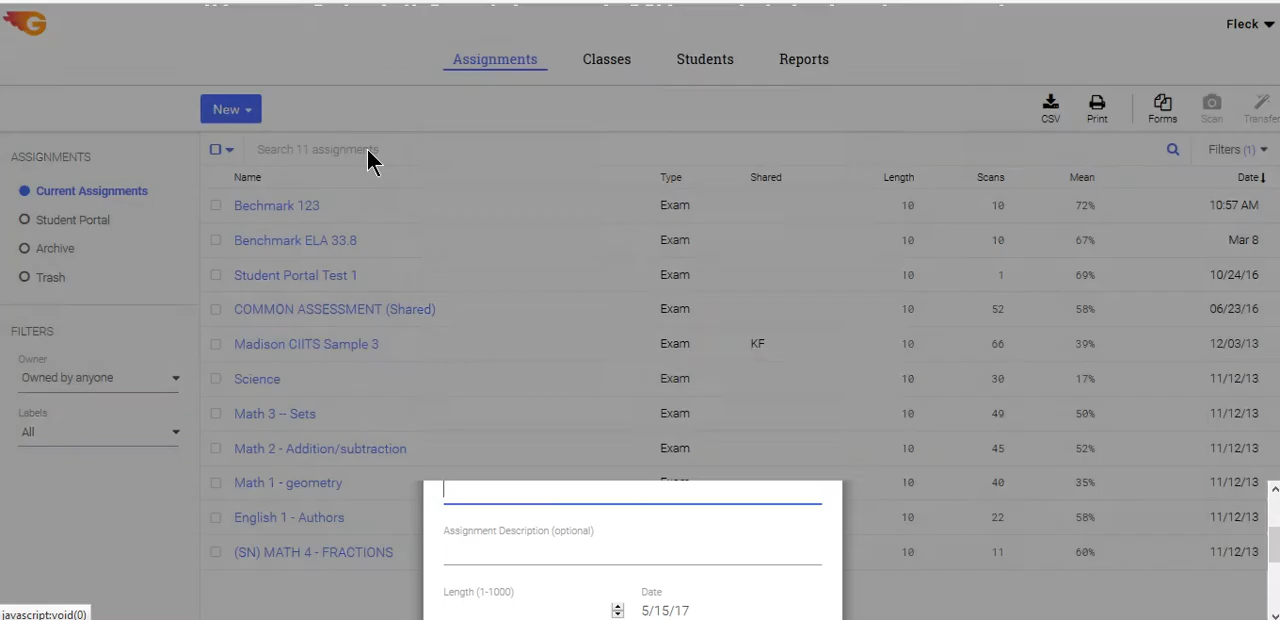 Fleck
Assignments Classes Students Reports
New
CSV Print Forms Scan Transfer
ASSIGNMENTS
Current Assignments
Student Portal
Archive
Trash
FILTERS
Owner
Owned by anyone
Labels
All
Search 11 assignments
Filters (1)
Name Type Shared Length Scans Mean Date
Bechmark 123 Exam 10 10 72% 10:57 AM
Benchmark ELA 33.8 Exam 10 10 67% Mar 8
Student Portal Test 1 Exam 10 1 69% 10/24/16
COMMON ASSESSMENT (Shared) Exam 10 52 58% 06/23/16
Madison CIITS Sample 3 Exam KF 10 66 39% 12/03/13
Science Exam 10 30 17% 11/12/13
Math 3 -- Sets Exam 10 49 50% 11/12/13
Math 2 - Addition/subtraction Exam 10 45 52% 11/12/13
Math 1 - geometry 10 40 35% 11/12/13
English 1 - Authors 10 22 58% 11/12/13
(SN) MATH 4 - FRACTIONS 10 11 60% 11/12/13
Assignment Description (optional)
Length (1-1000) Date
5/15/17
javascript:void(0)